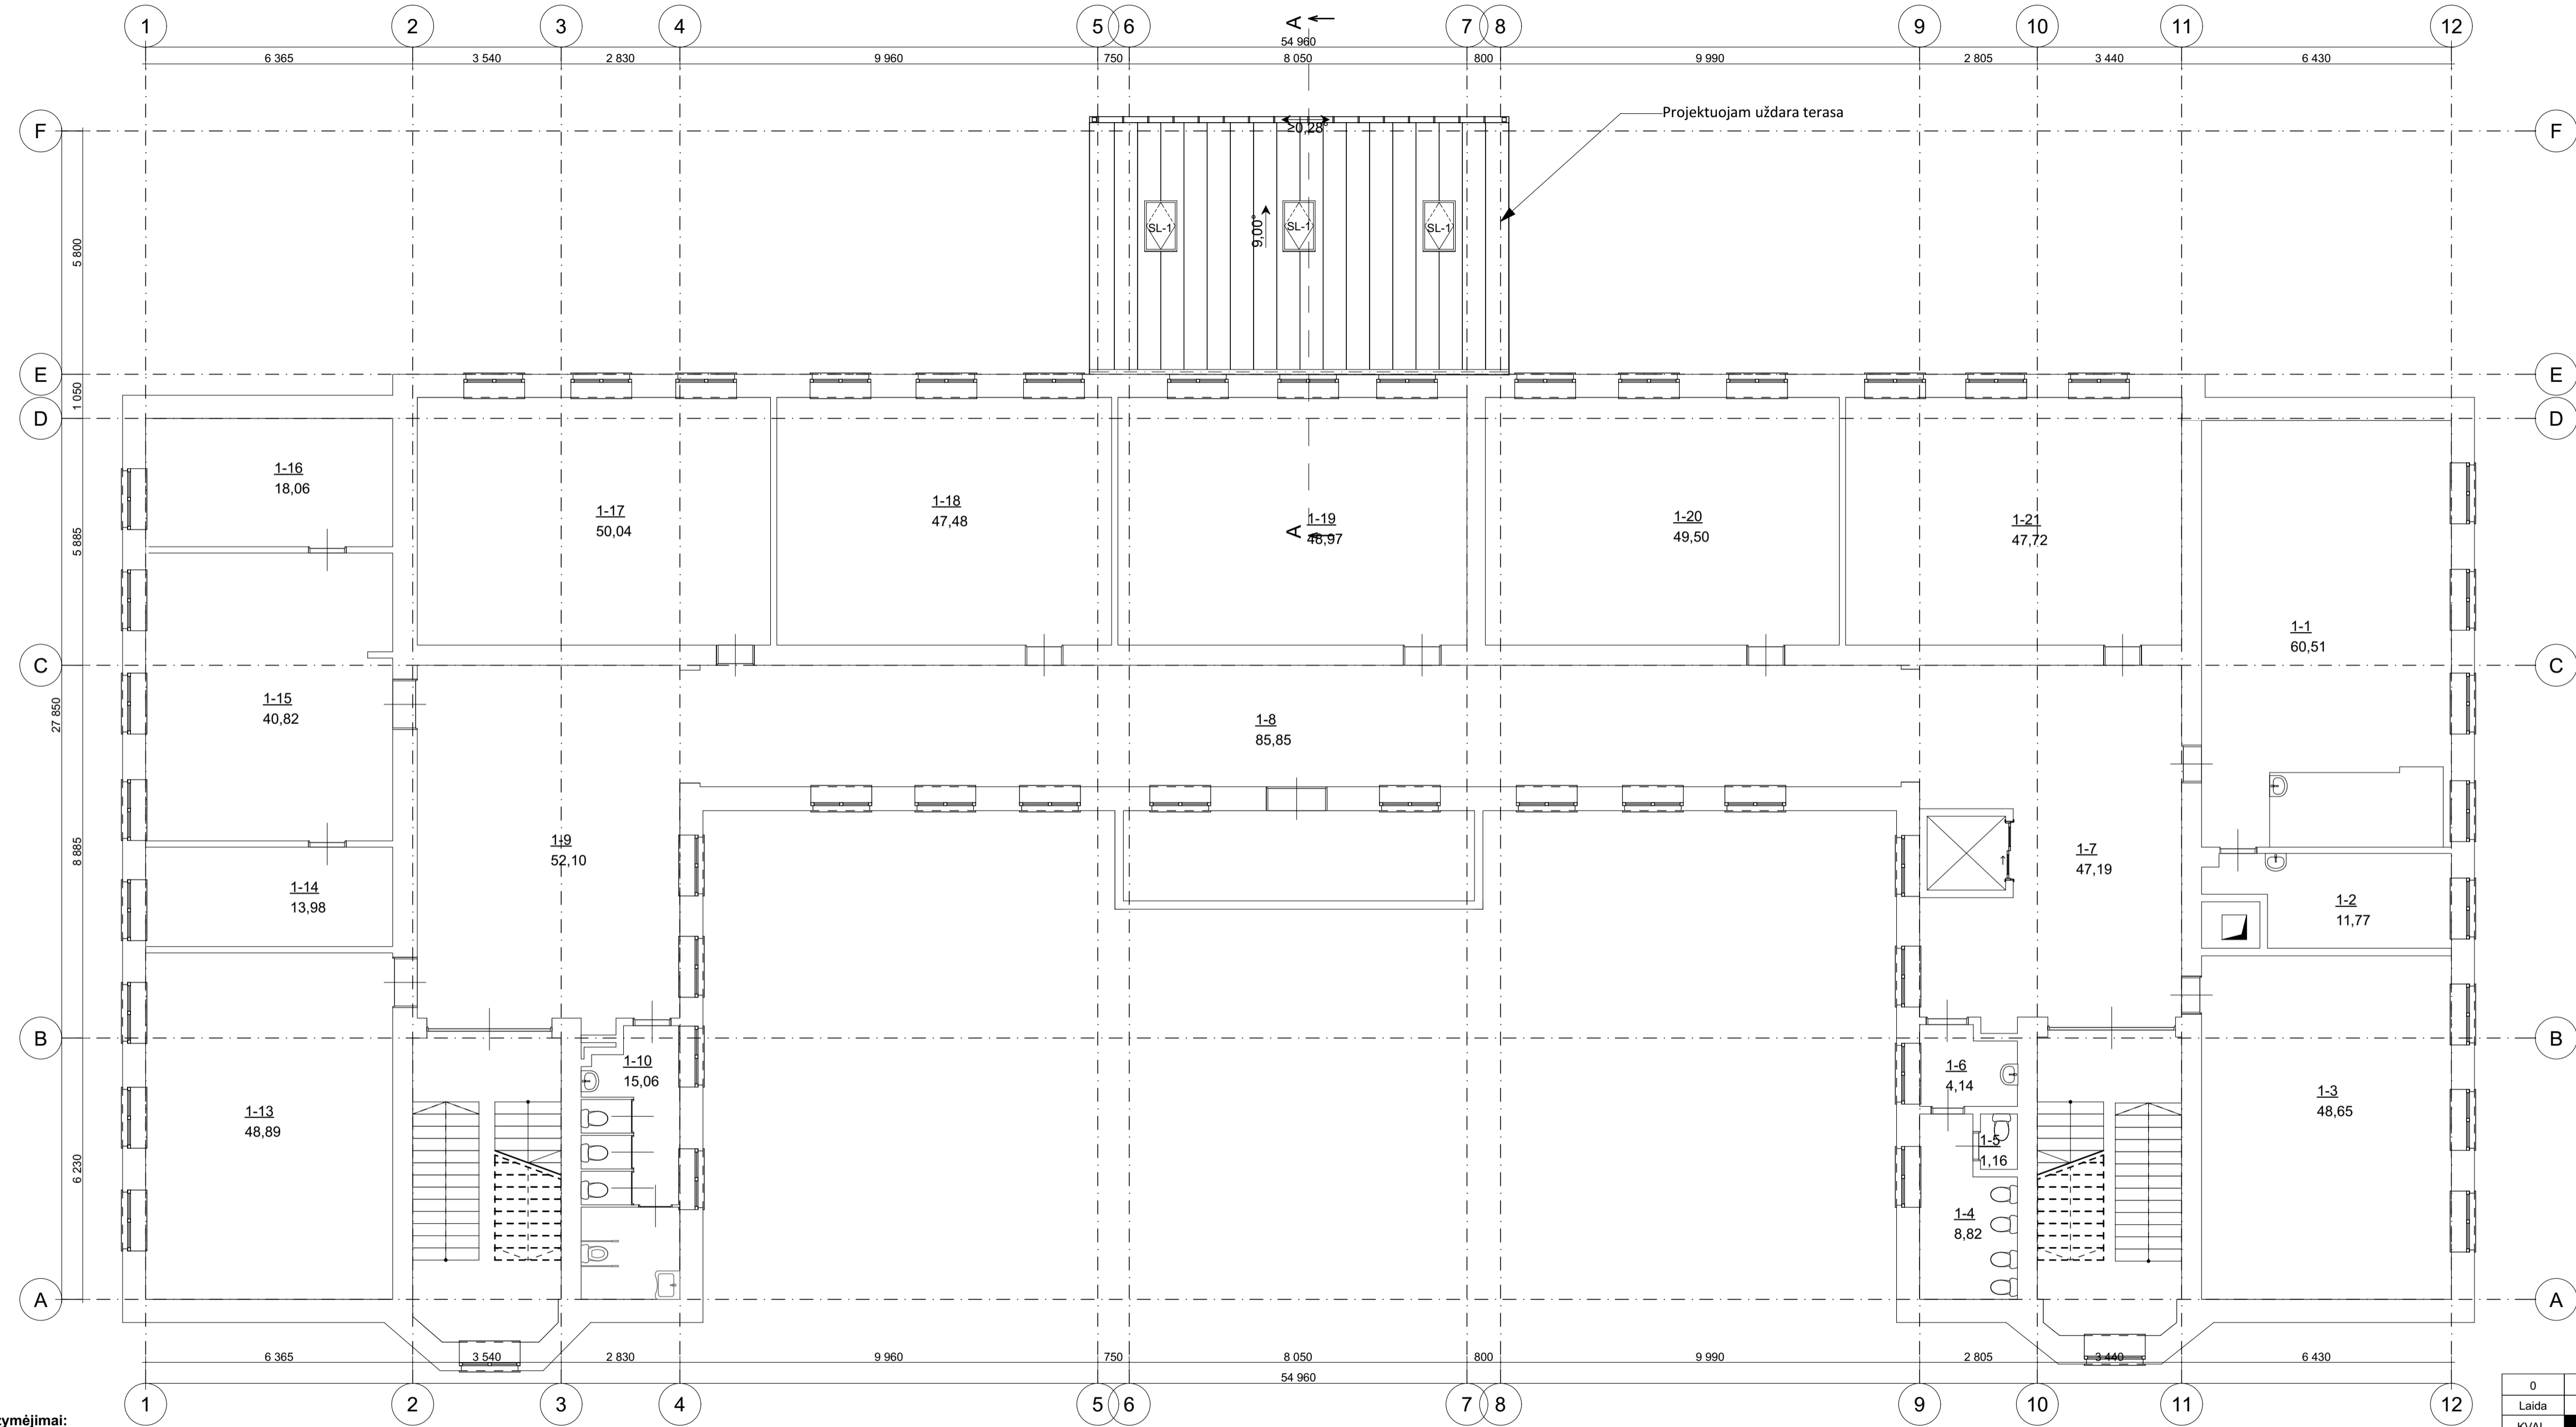 1 2 3 4 5 6 7 8 9 10 11 12
A
54 960
6 365 3 540 2 830 9 960 750 8 050 800 9 990 2 805 3 440 6 430
Projektuojam uždara terasa
F F
≥0,28°
5 800
SL-1 SL-1 SL-1
9,00°
E E
1 050
D D
1-16
18,06
1-17
50,04
1-18
47,48
1-19
48,97
A
1-20
49,50
1-21
47,72
5 885
1-1
60,51
C C
27 850
1-15
40,82
1-8
85,85
1-9
52,10
8 885
1-7
47,19
1-14
13,98
1-2
11,77
B B
1-10
15,06
1-6
4,14
1-13
48,89
1-3
48,65
1-5
1,16
6 230
1-4
8,82
A A
6 365 3 540 2 830 9 960 750 8 050 800 9 990 2 805 3 440 6 430
54 960
1 2 3 4 5 6 7 8 9 10 11 12
0
Laida
KVAL.
ymėjimai: